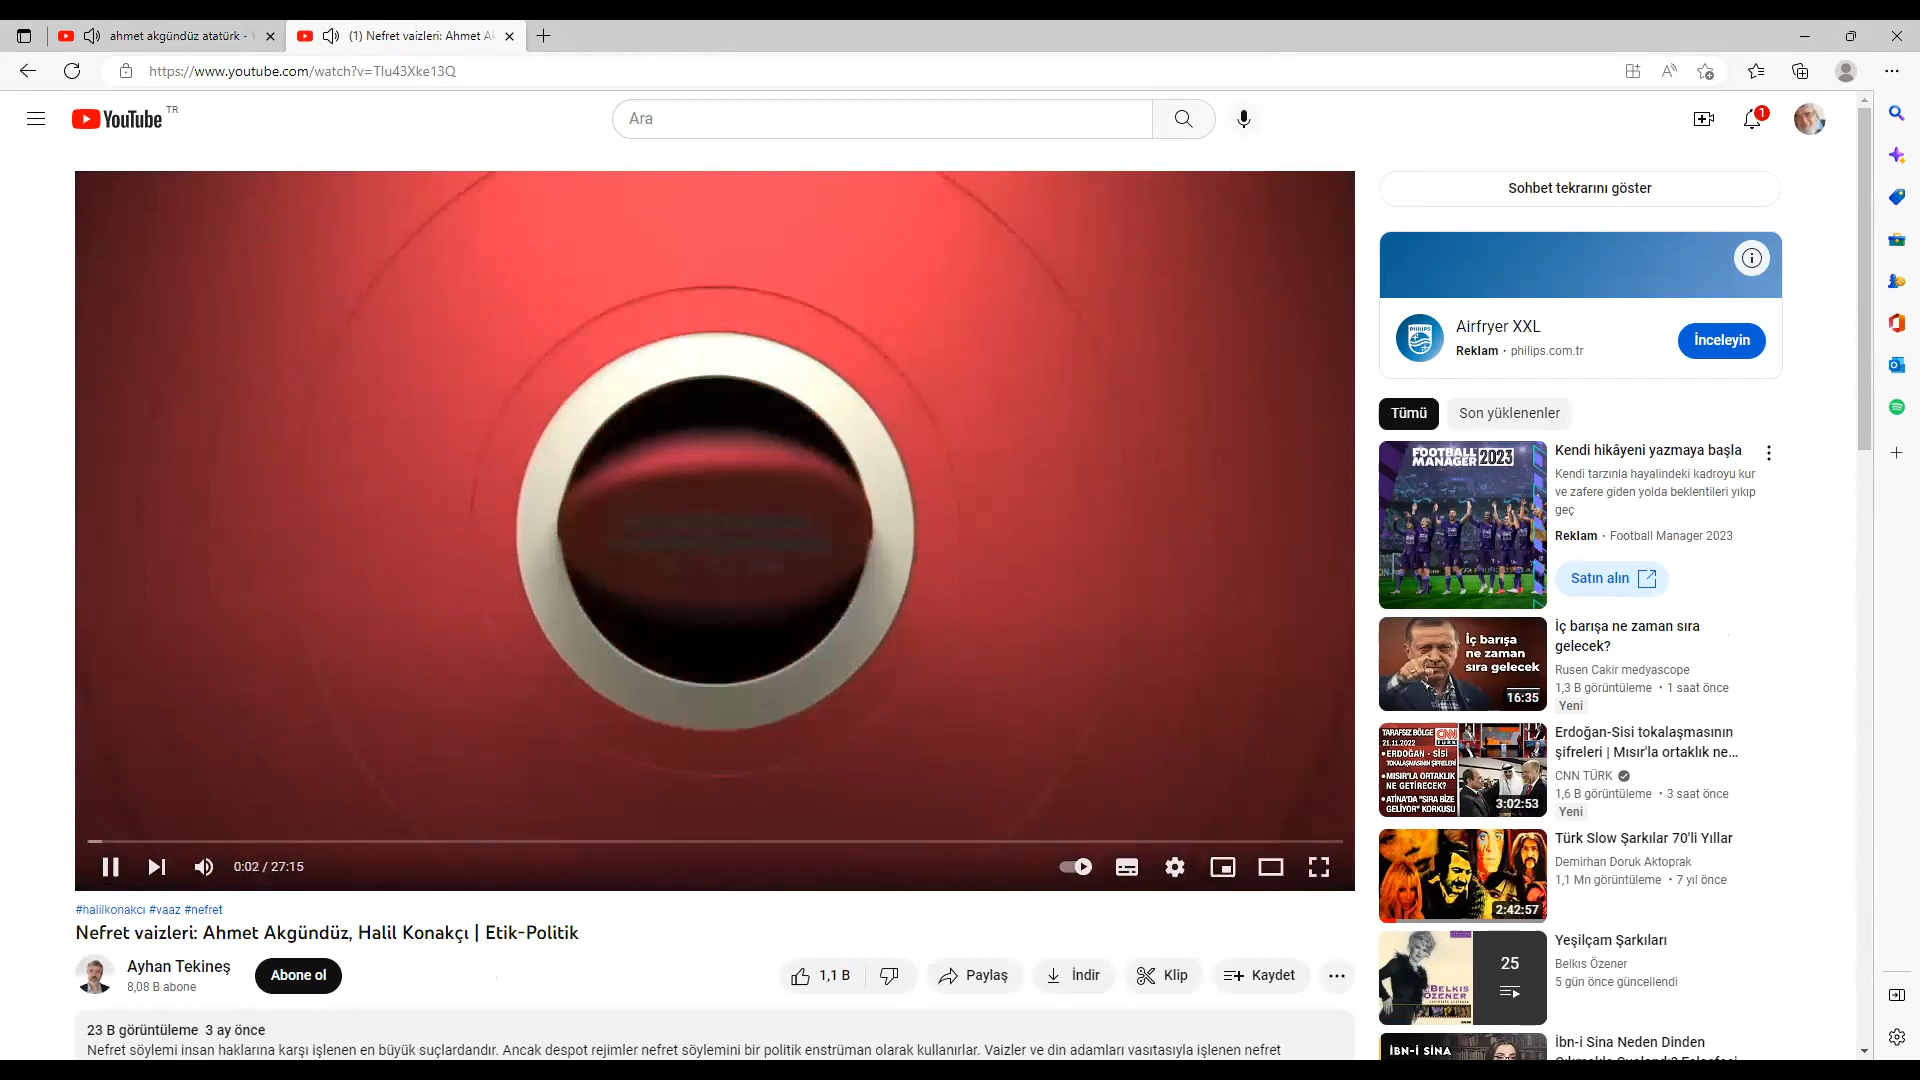 ahmet akgündüz atatürk -
(1) Nefret vaizleri: Ahmet Ak
https://www.youtube.com/watch?v=Tlu43Xke13Q
YouTube TR
Ara
1
Sohbet tekrarını göster
PHILIPS
Airfryer XXL
Reklam · philips.com.tr
İnceleyin
Tümü
Son yüklenenler
FOOTBALL
MANAGER 2023
Kendi hikâyeni yazmaya başla
Kendi tarzınla hayalindeki kadroyu kur
ve zafere giden yolda beklentileri yıkıp
geç
Reklam · Football Manager 2023
Satın alın
İç barışa
ne zaman
sıra gelecek
16:35
İç barışa ne zaman sıra
gelecek?
Rusen Cakir medyascope
1,3 B görüntüleme • 1 saat önce
Yeni
TARAFSIZ BÖLGE
21.11.2022
CNN
TÜRK
•ERDOĞAN - SİSİ
TOKALAŞMASININ ŞİFRELERİ
•MISIR'LA ORTAKLIK
NE GETİRECEK?
•ATİNA'DA "SIRA BİZE
GELİYOR" KORKUSU
3:02:53
Erdoğan-Sisi tokalaşmasının
şifreleri | Mısır'la ortaklık ne...
CNN TÜRK
1,6 B görüntüleme • 3 saat önce
Yeni
2:42:57
Türk Slow Şarkılar 70'li Yıllar
Demirhan Doruk Aktoprak
1,1 Mn görüntüleme • 7 yıl önce
BELKIS
ÖZENER
25
Yeşilçam Şarkıları
Belkıs Özener
5 gün önce güncellendi
İBN-İ SİNA
İbn-i Sina Neden Dinden
0:02 / 27:15
#halilkonakcı #vaaz #nefret
Nefret vaizleri: Ahmet Akgündüz, Halil Konakçı | Etik-Politik
Ayhan Tekineş
8,08 B abone
Abone ol
1,1 B
Paylaş
İndir
Klip
Kaydet
23 B görüntüleme 3 ay önce
Nefret söylemi insan haklarına karşı işlenen en büyük suçlardandır. Ancak despot rejimler nefret söylemini bir politik enstrüman olarak kullanırlar. Vaizler ve din adamları vasıtasıyla işlenen nefret